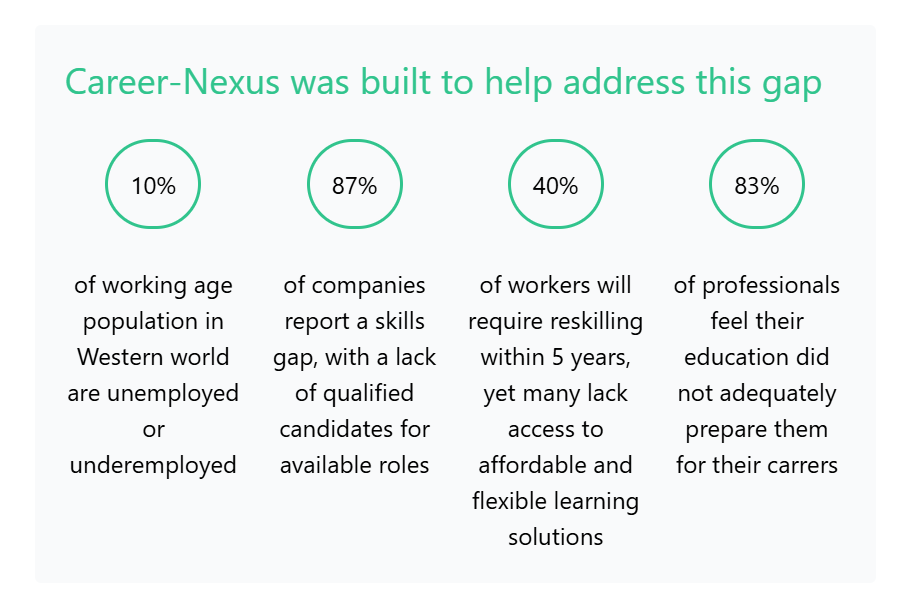 Career-Nexus was built to help address this gap
10%
of working age
population in
Western world
are unemployed
or
underemployed
87%
of companies
report a skills
gap, with a lack
of qualified
candidates for
available roles
40%
of workers will
require reskilling
within 5 years,
yet many lack
access to
affordable and
flexible learning
solutions
83%
of professionals
feel their
education did
not adequately
prepare them
for their carrers